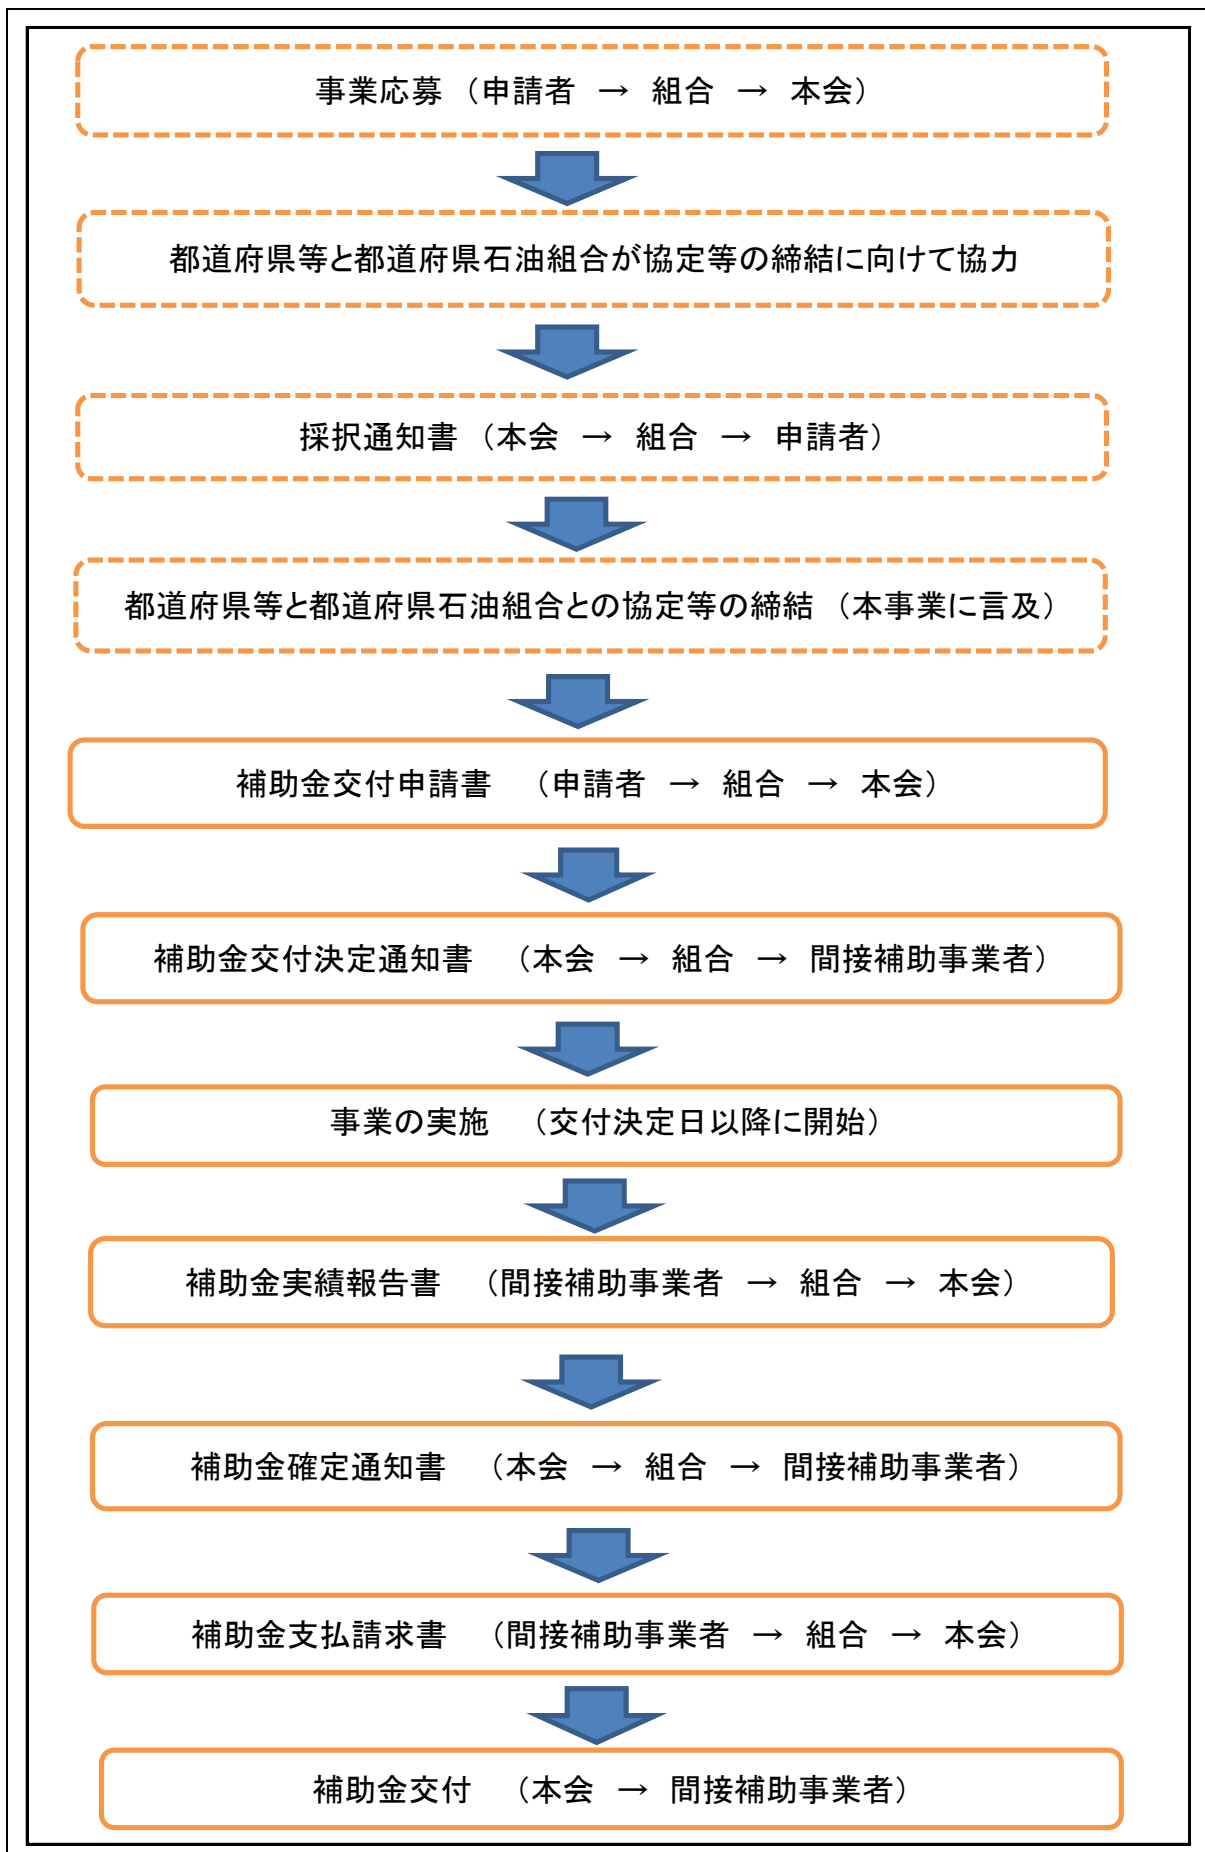 事業応募（申請者 → 組合 → 本会）
都道府県等と都道府県石油組合が協定等の締結に向けて協力
採択通知書（本会 → 組合 → 申請者）
都道府県等と都道府県石油組合との協定等の締結（本事業に言及）
補助金交付申請書 （申請者 → 組合 → 本会）
補助金交付決定通知書 （本会 → 組合 → 間接補助事業者）
事業の実施 （交付決定日以降に開始）
補助金実績報告書 （間接補助事業者 → 組合 → 本会）
補助金確定通知書 （本会 → 組合 → 間接補助事業者）
補助金支払請求書 （間接補助事業者 → 組合 → 本会）
補助金交付 （本会 → 間接補助事業者）